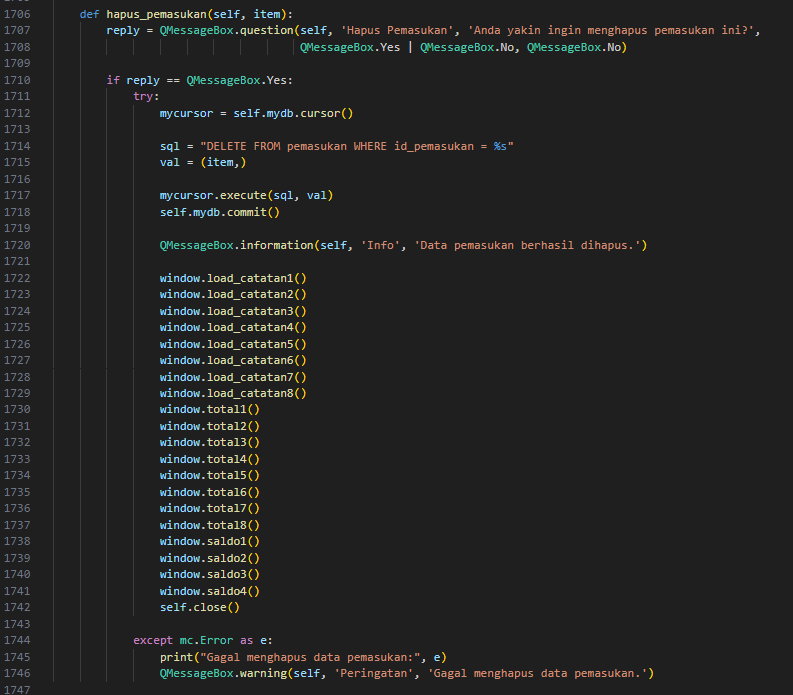 1706 def hapus_pemasukan(self, item):
1707 reply = QMessageBox.question(self, 'Hapus Pemasukan', 'Anda yakin ingin menghapus pemasukan ini?',
1708 QMessageBox.Yes | QMessageBox.No, QMessageBox.No)
1709
1710 if reply == QMessageBox.Yes:
1711 try:
1712 mycursor = self.mydb.cursor()
1713
1714 sql = "DELETE FROM pemasukan WHERE id_pemasukan = %s"
1715 val = (item,)
1716
1717 mycursor.execute(sql, val)
1718 self.mydb.commit()
1719
1720 QMessageBox.information(self, 'Info', 'Data pemasukan berhasil dihapus.')
1721
1722 window.load_catatan1()
1723 window.load_catatan2()
1724 window.load_catatan3()
1725 window.load_catatan4()
1726 window.load_catatan5()
1727 window.load_catatan6()
1728 window.load_catatan7()
1729 window.load_catatan8()
1730 window.total1()
1731 window.total2()
1732 window.total3()
1733 window.total4()
1734 window.total5()
1735 window.total6()
1736 window.total7()
1737 window.total8()
1738 window.saldo1()
1739 window.saldo2()
1740 window.saldo3()
1741 window.saldo4()
1742 self.close()
1743
1744 except mc.Error as e:
1745 print("Gagal menghapus data pemasukan:", e)
1746 QMessageBox.warning(self, 'Peringatan', 'Gagal menghapus data pemasukan.')
1747